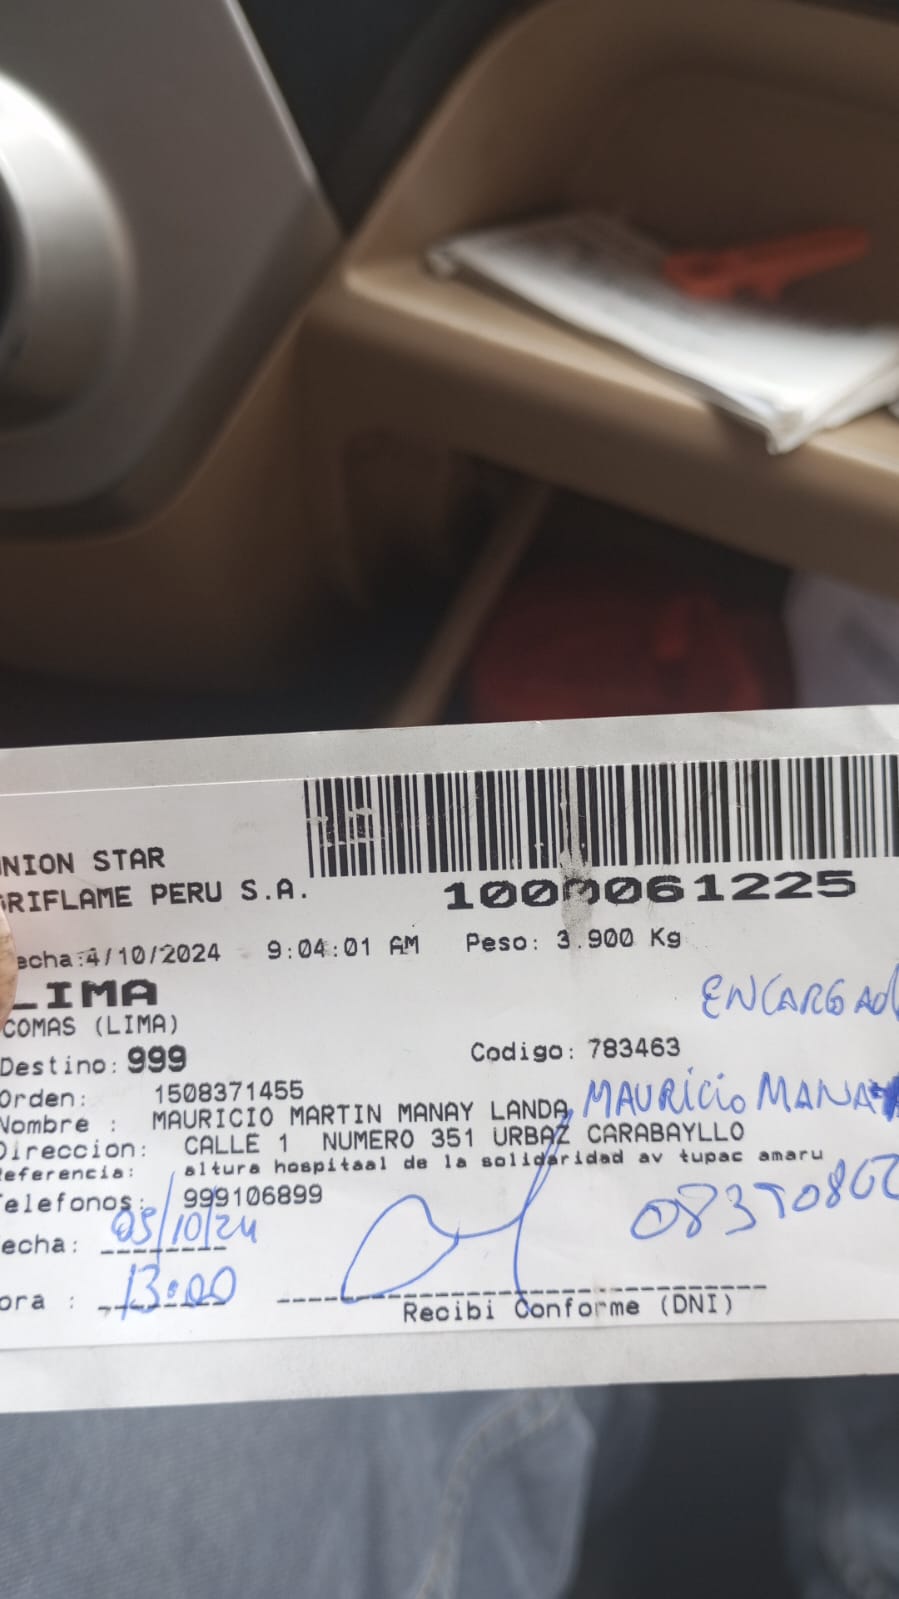 NION STAR
RIFLAME PERU S.A.
1000061225
echa:4/10/2024 9:04:01 AM Peso: 3.900 Kg
LIMA
ENCARGAD
COMAS (LIMA)
Destino: 999 Codigo: 783463
Orden: 1508371455
Nombre : MAURICIO MARTIN MANAY LANDA, MAURICIO MANAY
Direccion: CALLE 1 NUMERO 351 URBAZ CARABAYLLO
Referencia: altura hospitaal de la solidaridad av tupac amaru
Telefonos: 999106899
echa: 05/10/24
ora : 13:00
Recibi Conforme (DNI)